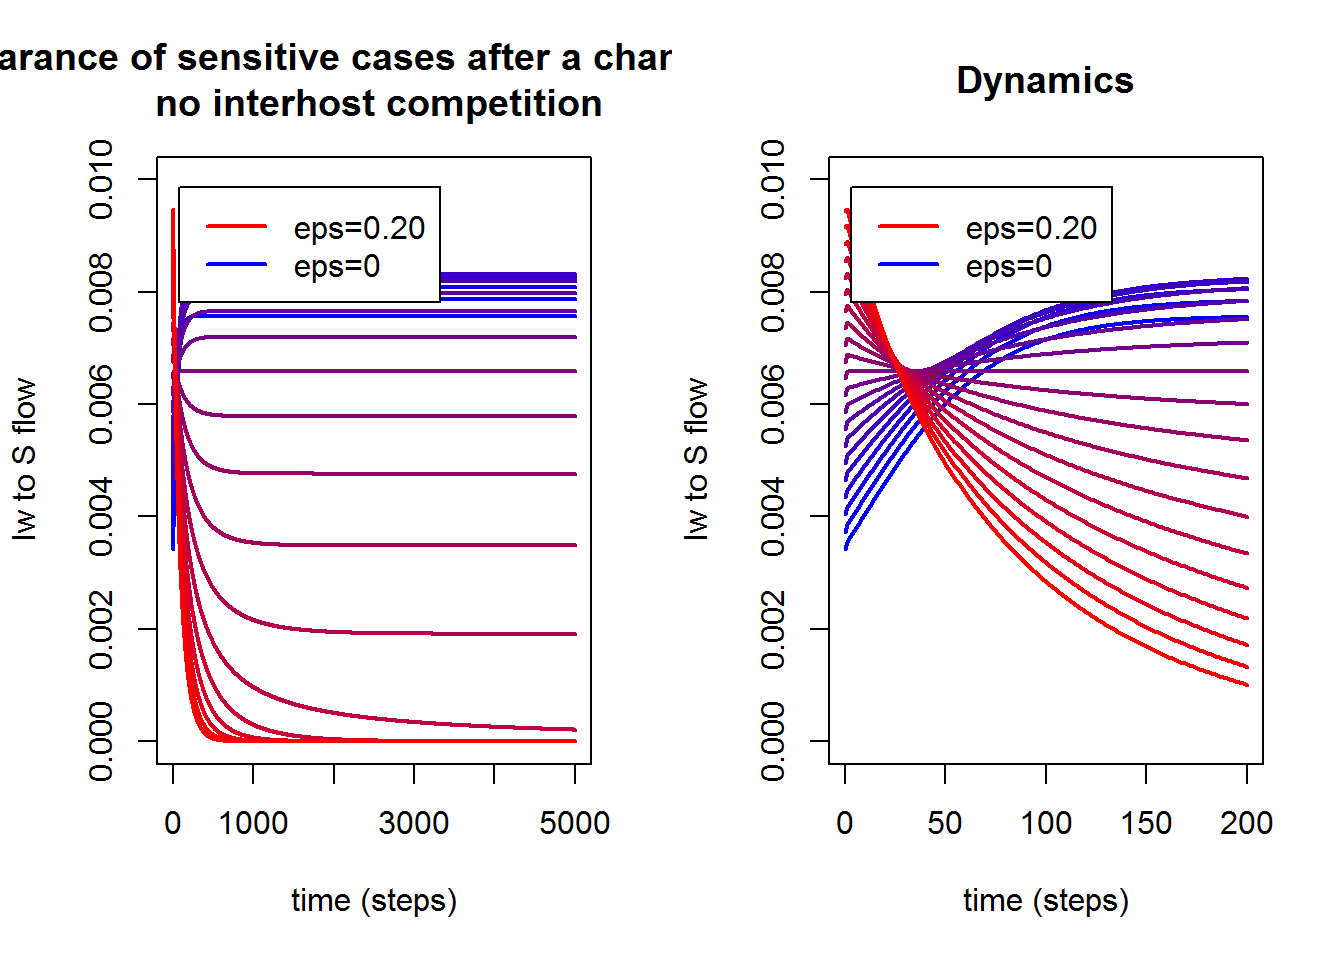 arance of sensitive cases after a char
no interhost competition
Iw to S flow
0.000
0.002
0.004
0.006
0.008
0.010
eps=0.20
eps=0
0
1000
3000
5000
time (steps)
Dynamics
Iw to S flow
0.000
0.002
0.004
0.006
0.008
0.010
eps=0.20
eps=0
0
50
100
150
200
time (steps)